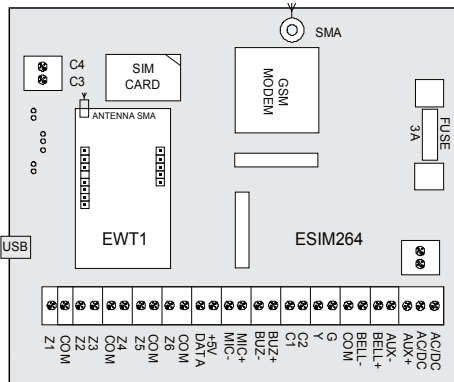 C4
C3
SIM
CARD
SMA
GSM
MODEM
FUSE
3A
ANTENNA SMA
EWT1
ESIM264
USB
Z1
COM
Z2
Z3
COM
Z4
Z5
COM
Z6
COM
DATA
+5V
MIC-
MIC+
BUZ-
BUZ+
C1
C2
Y
G
COM
BELL-
BELL+
AUX-
AUX+
AC/DC
AC/DC